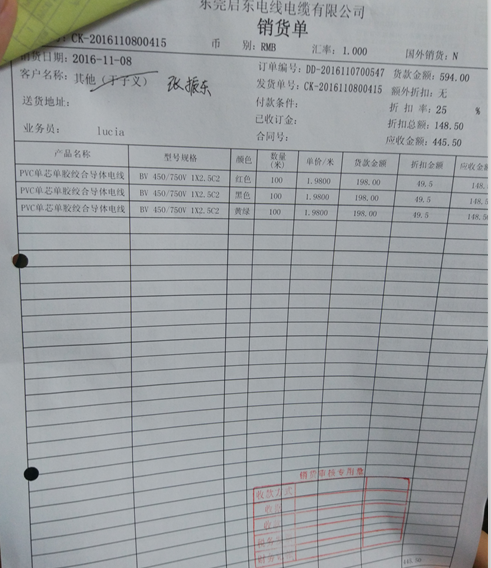 东莞启东电线电缆有限公司
销货单
: CK-2016110800415 币 别: RMB 汇率: 1.000 国外销货: N
销货日期: 2016-11-08 订单编号: DD-2016110700547 货款金额: 594.00
客户名称: 其他 张振东 发货单号: CK-2016110800415 额外折扣: 无
送货地址: 付款条件: 折 扣 率: 25 %
已收订金: 折扣总额: 148.50
业务员: lucia 合同号: 应收金额: 445.50
产品名称 型号规格 颜色 数量(米) 单价/米 货款金额 折扣金额 应收金
PVC单芯单胶绞合导体电线 BV 450/750V 1X2.5C2 红色 100 1.9800 198.00 49.5 148.
PVC单芯单胶绞合导体电线 BV 450/750V 1X2.5C2 黑色 100 1.9800 198.00 49.5 148.5
PVC单芯单胶绞合导体电线 BV 450/750V 1X2.5C2 黄绿 100 1.9800 198.00 49.5 148.5
收款方式
收款
445.50